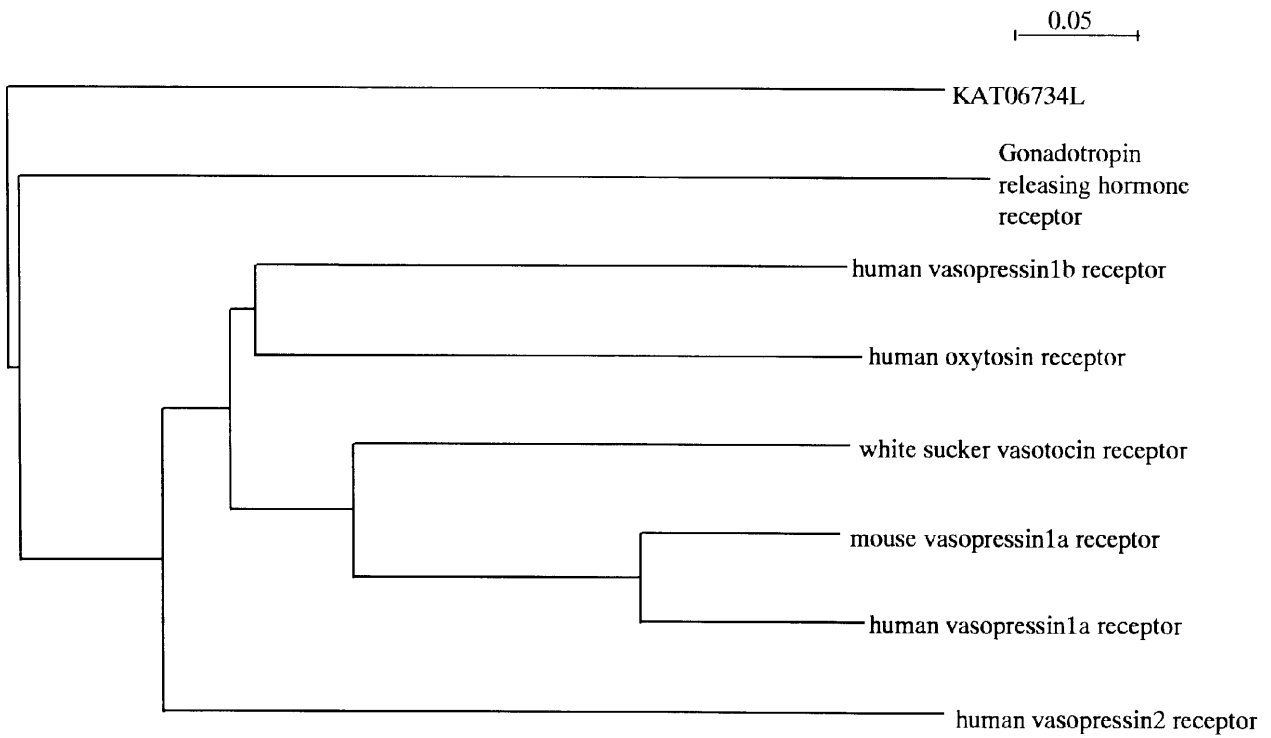 0.05
KAT06734L
Gonadotropin
releasing hormone
receptor
human vasopressin1b receptor
human oxytosin receptor
white sucker vasotocin receptor
mouse vasopressin1a receptor
human vasopressin1a receptor
human vasopressin2 receptor